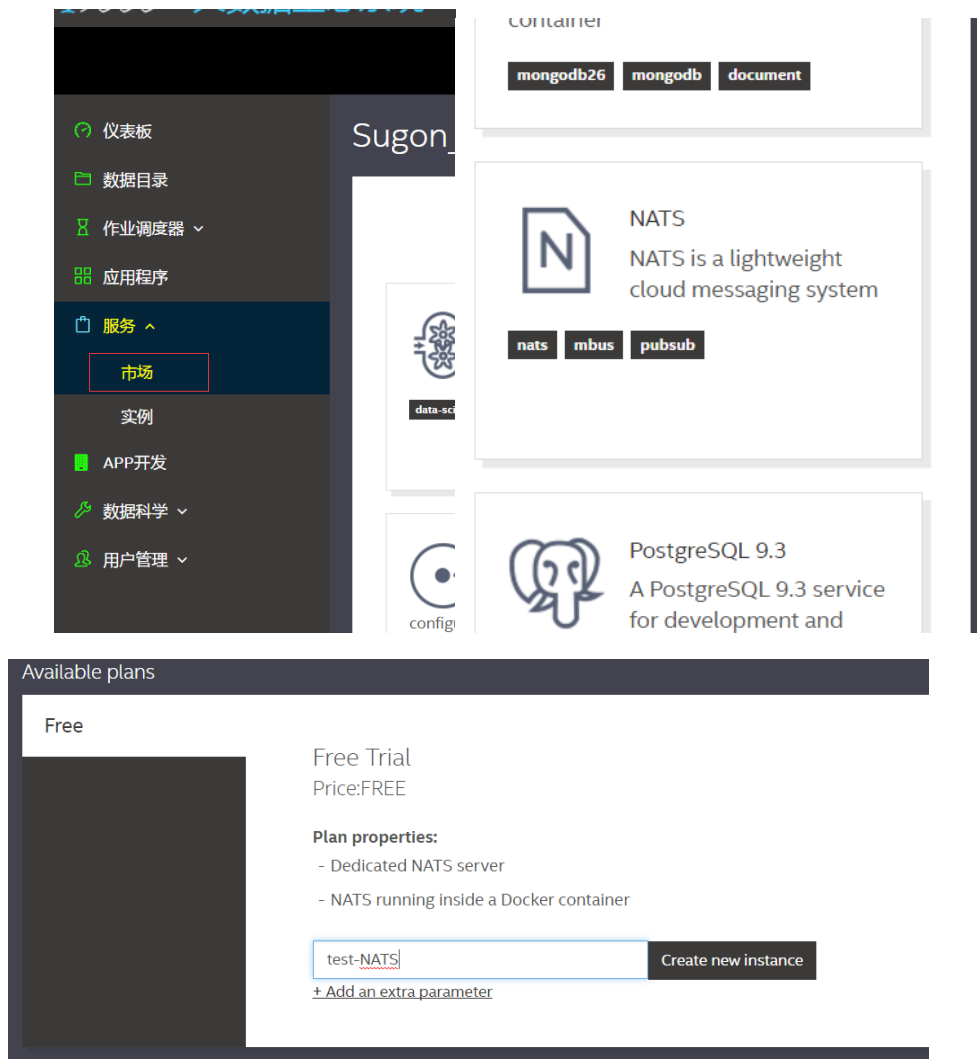 container
mongodb26 mongodb document
仪表板
数据目录
作业调度器
应用程序
服务
市场
实例
APP开发
数据科学
用户管理
Sugon_
data-sci
config
NATS
NATS is a lightweight
cloud messaging system
nats mbus pubsub
PostgreSQL 9.3
A PostgreSQL 9.3 service
for development and
Available plans
Free
Free Trial
Price:FREE
Plan properties:
- Dedicated NATS server
- NATS running inside a Docker container
test-NATS
Create new instance
+ Add an extra parameter